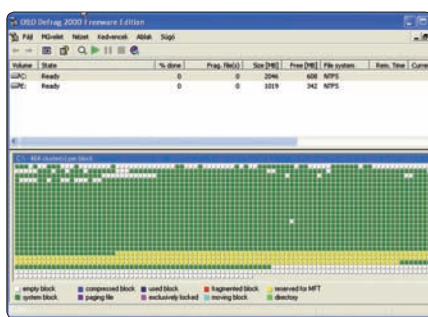 O&O Defrag 2000 Freeware Edition
Fájl Művelet Nézet Kedvencek Ablak Súgó
Volume State % done Frag. file(s) Size [MB] Free [MB] File system Rem. Time Curre
C: Ready 0 0 2046 608 NTFS
E: Ready 0 0 1019 342 NTFS
C:\ - 464 cluster(s) per block
empty block compressed block used block fragmented block reserved for MFT
system block paging file exclusively locked moving block directory